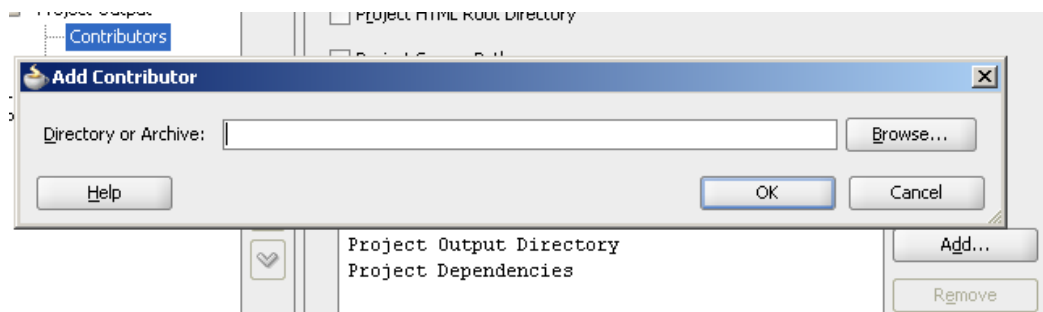 Project Output
Project HTML Root Directory
Contributors
Add Contributor
Directory or Archive:
Browse...
Help
OK
Cancel
Project Output Directory
Add...
Project Dependencies
Remove